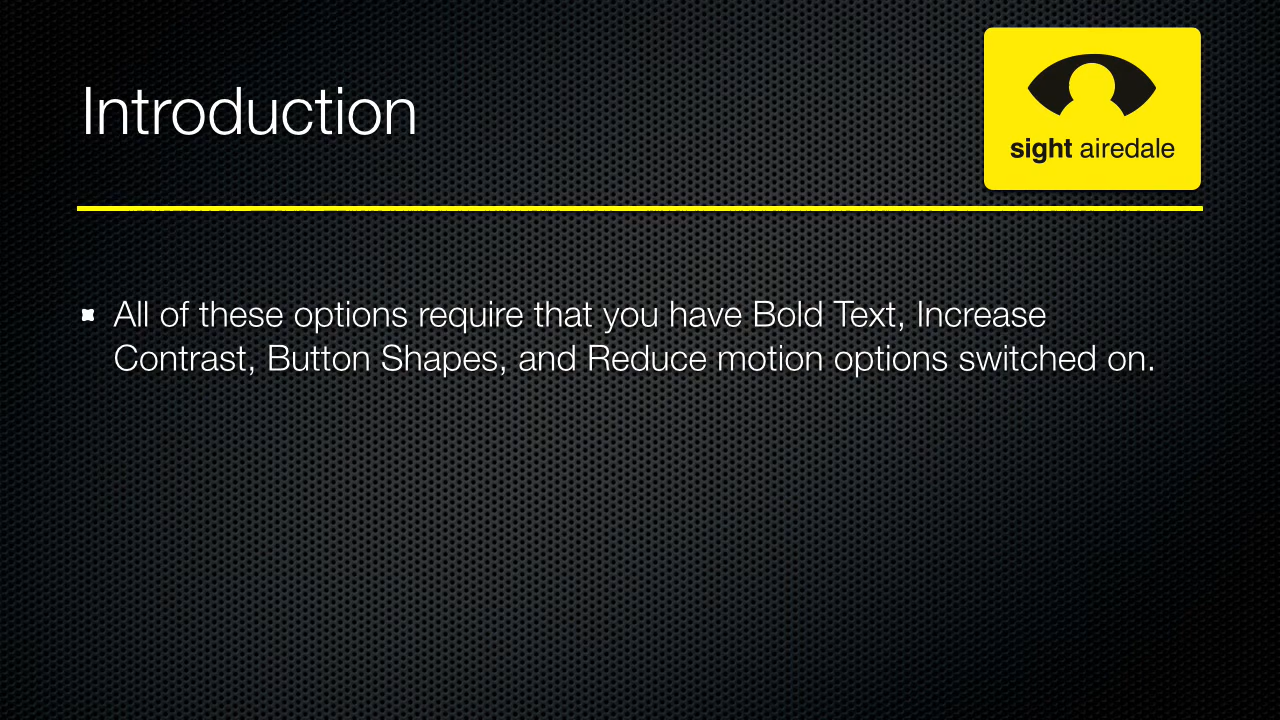 Introduction
sight airedale
All of these options require that you have Bold Text, Increase
Contrast, Button Shapes, and Reduce motion options switched on.